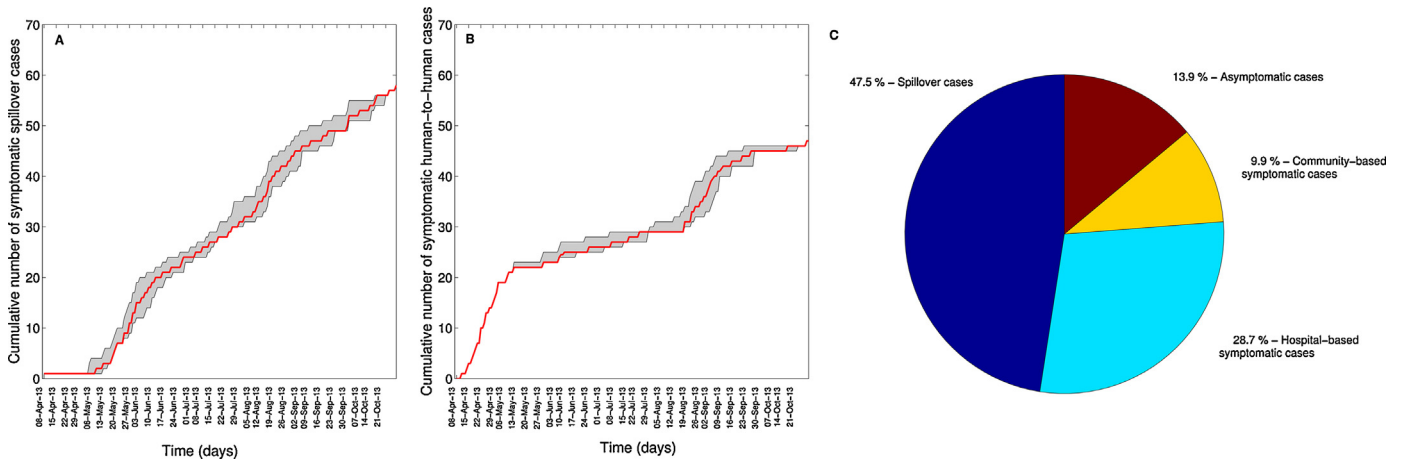 A
Cumulative number of symptomatic spillover cases
70
60
50
40
30
20
10
0
08−Apr−13
15−Apr−13
22−Apr−13
29−Apr−13
06−May−13
13−May−13
20−May−13
27−May−13
03−Jun−13
10−Jun−13
17−Jun−13
24−Jun−13
01−Jul−13
08−Jul−13
15−Jul−13
22−Jul−13
29−Jul−13
05−Aug−13
12−Aug−13
19−Aug−13
26−Aug−13
02−Sep−13
09−Sep−13
16−Sep−13
23−Sep−13
30−Sep−13
07−Oct−13
14−Oct−13
21−Oct−13
Time (days)
B
Cumulative number of symptomatic human−to−human cases
70
60
50
40
30
20
10
0
08−Apr−13
15−Apr−13
22−Apr−13
29−Apr−13
06−May−13
13−May−13
20−May−13
27−May−13
03−Jun−13
10−Jun−13
17−Jun−13
24−Jun−13
01−Jul−13
08−Jul−13
15−Jul−13
22−Jul−13
29−Jul−13
05−Aug−13
12−Aug−13
19−Aug−13
26−Aug−13
02−Sep−13
09−Sep−13
16−Sep−13
23−Sep−13
30−Sep−13
07−Oct−13
14−Oct−13
21−Oct−13
Time (days)
C
47.5 % − Spillover cases
13.9 % − Asymptomatic cases
9.9 % − Community−based
symptomatic cases
28.7 % − Hospital−based
symptomatic cases